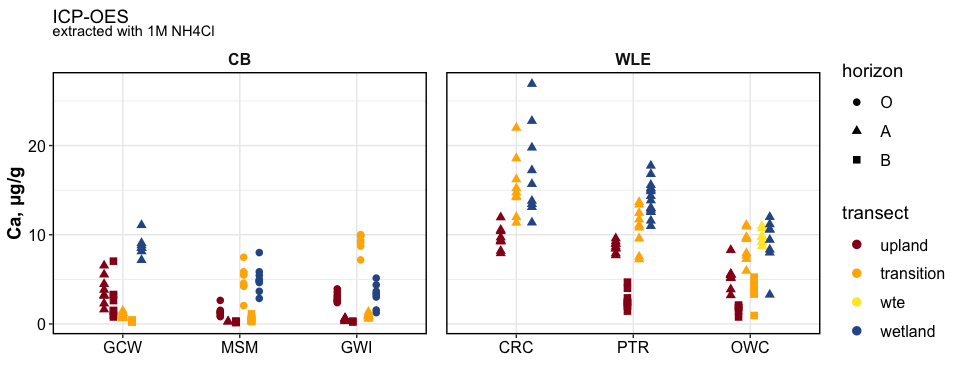 ICP-OES
extracted with 1M NH4Cl
CB
WLE
Ca, μg/g
20
10
0
GCW
MSM
GWI
CRC
PTR
OWC
horizon
O
A
B
transect
upland
transition
wte
wetland